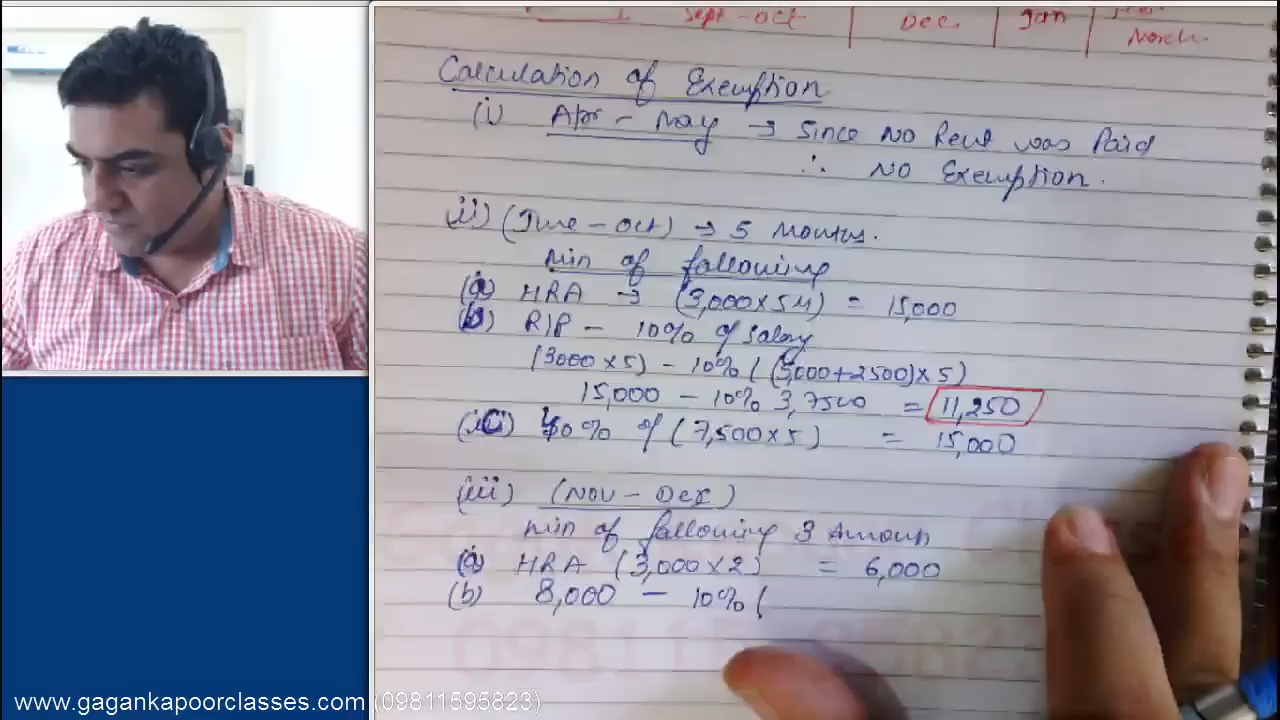 Sept-Oct Dec Jan
March
Calculation of Exemption
(i) Apr - May → Since No Rent was Paid
∴ No Exemption.
ii) (June - Oct) → 5 Months.
Min of following
(a) HRA → (3,000 × 5M) = 15,000
(b) R/P - 10% of Salary
(3000 × 5) - 10% ( (5,000 + 2500) × 5)
15,000 - 10% 3,7500 = 11,250
(c) 40% of (7,500 × 5) = 15,000
(iii) (Nov - Dec)
Min of following 3 Amount
(a) HRA (3,000 × 2) = 6,000
(b) 8,000 - 10% (
www.gagankapoorclasses.com (09811595823)